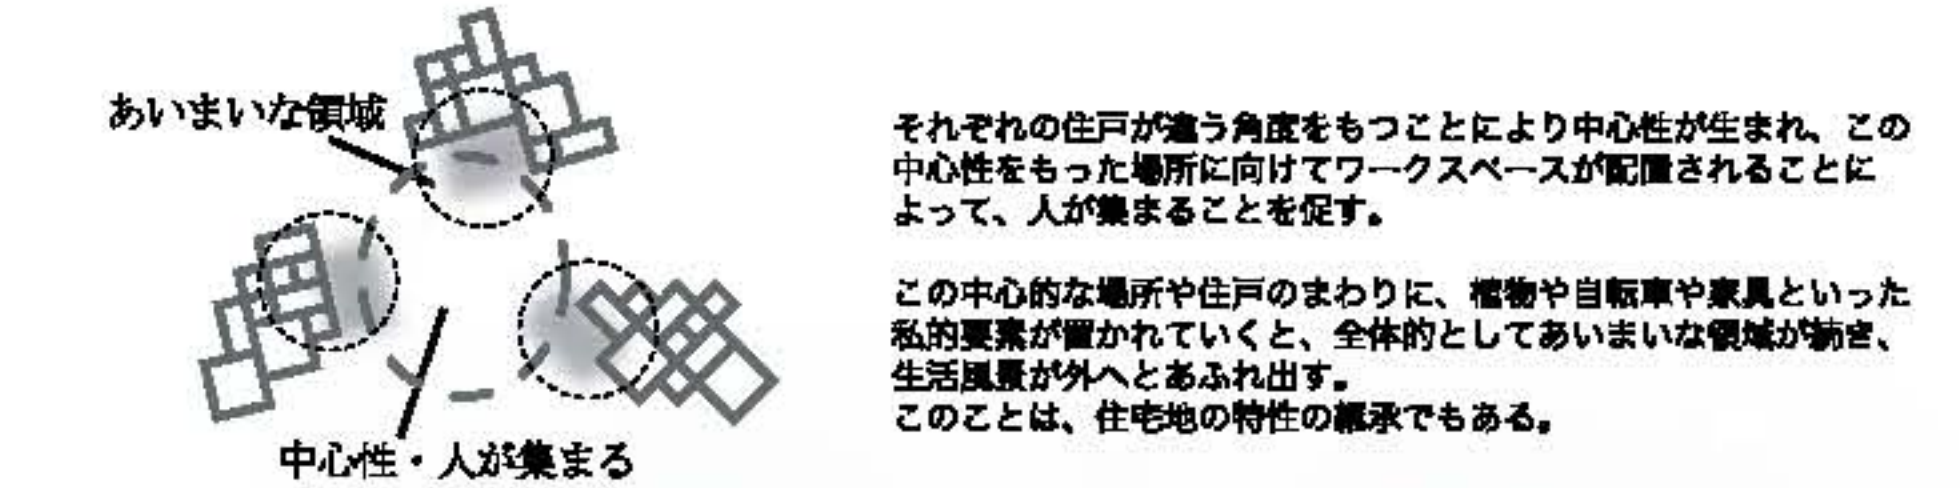 あいまいな領域
中心性・人が集まる
それぞれの住戸が違う角度をもつことにより中心性が生まれ、この
中心性をもった場所に向けてワークスペースが配置されることに
よって、人が集まることを促す。
この中心的な場所や住戸のまわりに、植物や自転車や家具といった
私的要素が置かれていくと、全体的としてあいまいな領域が き、
生活風景が外へとあふれ出す。
このことは、住宅地の特性の継承でもある。